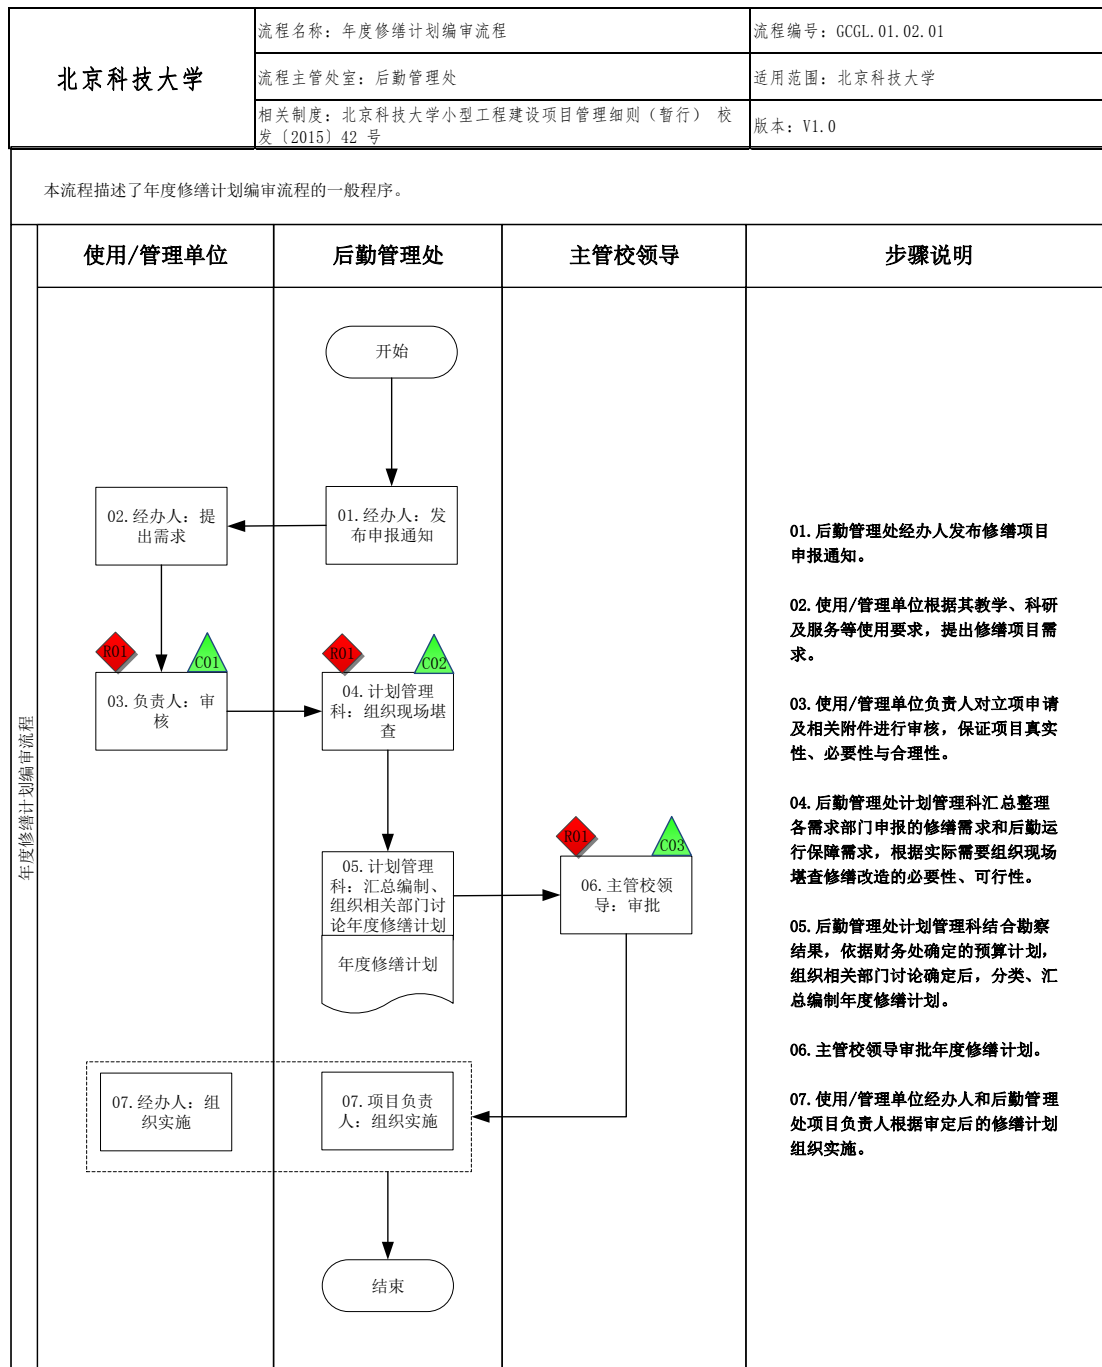 北京科技大学
流程名称：年度修缮计划编审流程
流程编号：GCGL.01.02.01
流程主管处室：后勤管理处
适用范围：北京科技大学
相关制度：北京科技大学小型工程建设项目管理细则（暂行） 校
发〔2015〕42 号
版本：V1.0
本流程描述了年度修缮计划编审流程的一般程序。
年度修缮计划编审流程
使用/管理单位
后勤管理处
主管校领导
步骤说明
开始
02.经办人：提
出需求
01.经办人：发
布申报通知
R01
C01
03.负责人：审
核
R01
C02
04.计划管理
科：组织现场堪
查
05.计划管理
科：汇总编制、
组织相关部门讨
论年度修缮计划
年度修缮计划
R01
C03
06.主管校领
导：审批
07.经办人：组
织实施
07.项目负责
人：组织实施
结束
01.后勤管理处经办人发布修缮项目
申报通知。
02.使用/管理单位根据其教学、科研
及服务等使用要求，提出修缮项目需
求。
03.使用/管理单位负责人对立项申请
及相关附件进行审核，保证项目真实
性、必要性与合理性。
04.后勤管理处计划管理科汇总整理
各需求部门申报的修缮需求和后勤运
行保障需求，根据实际需要组织现场
堪查修缮改造的必要性、可行性。
05.后勤管理处计划管理科结合勘察
结果，依据财务处确定的预算计划，
组织相关部门讨论确定后，分类、汇
总编制年度修缮计划。
06.主管校领导审批年度修缮计划。
07.使用/管理单位经办人和后勤管理
处项目负责人根据审定后的修缮计划
组织实施。